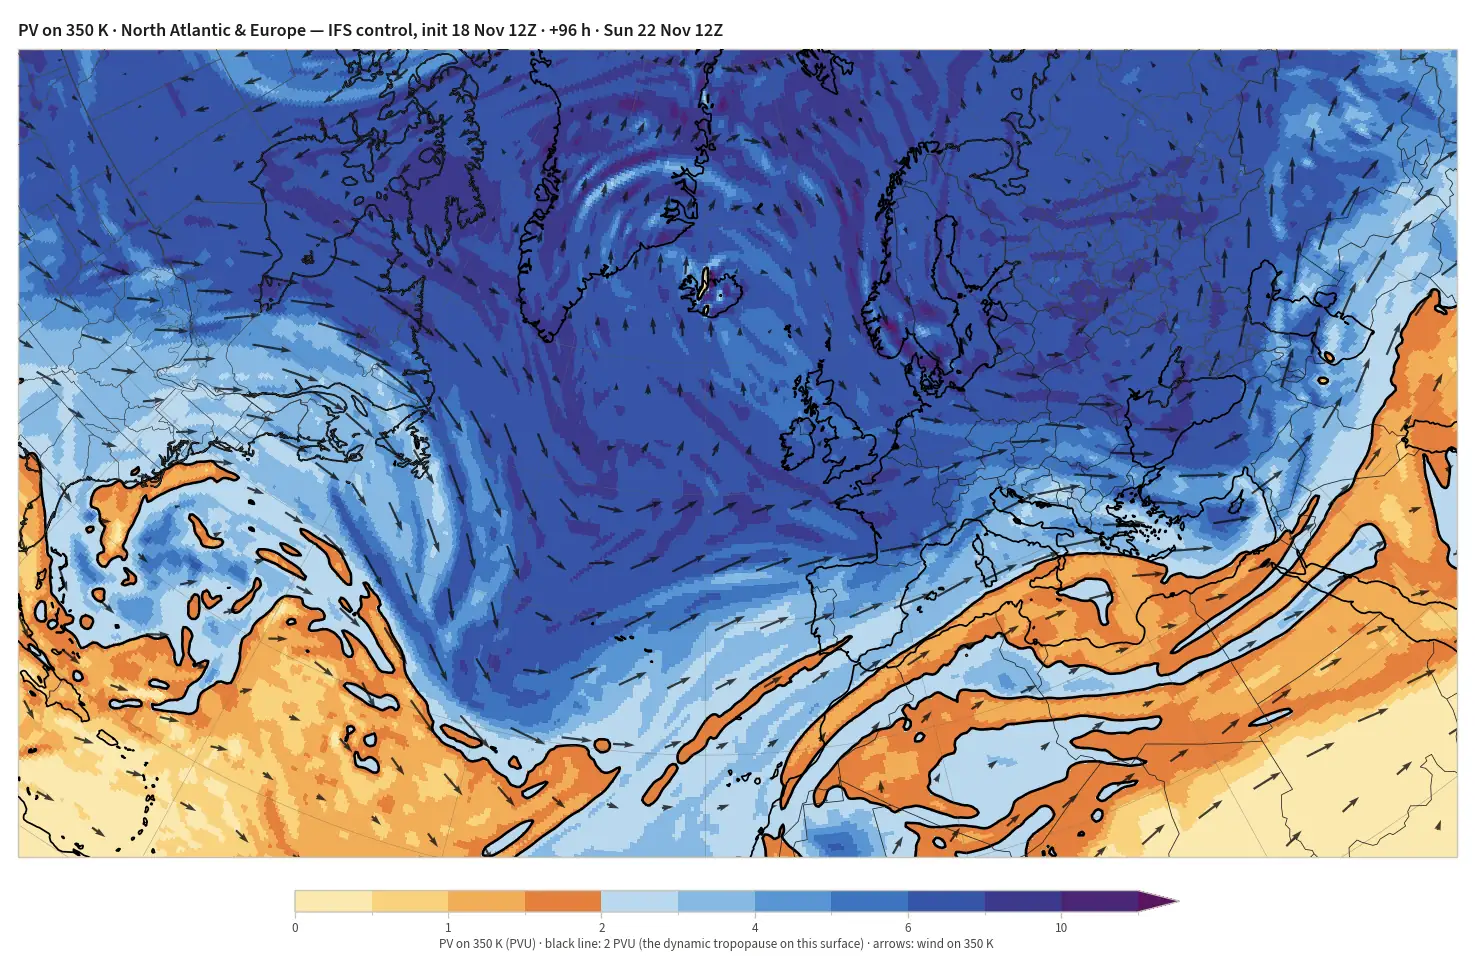 PV on 350 K · North Atlantic & Europe — IFS control, init 18 Nov 12Z · +96 h · Sun 22 Nov 12Z
0 1 2 4 6 10
PV on 350 K (PVU) · black line: 2 PVU (the dynamic tropopause on this surface) · arrows: wind on 350 K